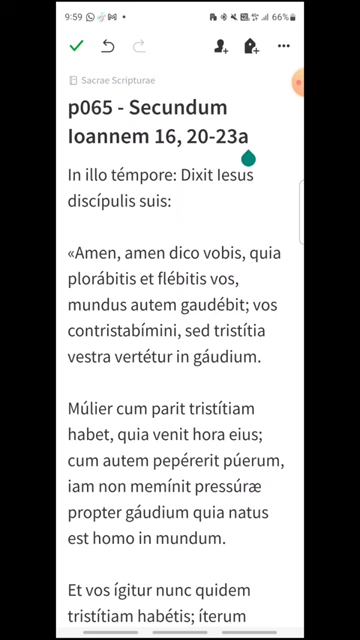 9:59
66%
Sacrae Scripturae
p065 - Secundum
Ioannem 16, 20-23a
In illo témpore: Dixit Iesus
discípulis suis:
«Amen, amen dico vobis, quia
plorábitis et flébitis vos,
mundus autem gaudébit; vos
contristabímini, sed tristítia
vestra vertétur in gáudium.
Múlier cum parit tristítiam
habet, quia venit hora eius;
cum autem pepérerit púerum,
iam non memínit pressúræ
propter gáudium quia natus
est homo in mundum.
Et vos ígitur nunc quidem
tristítiam habétis; íterum